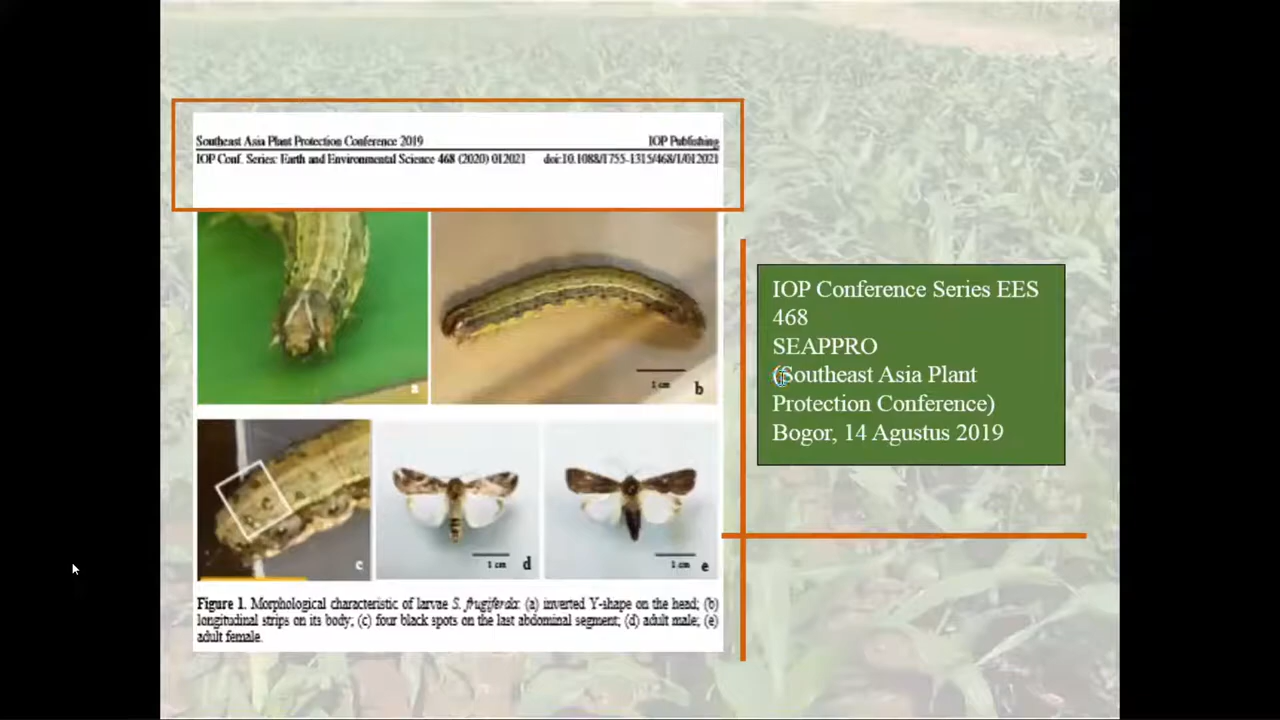 Southeast Asia Plant Protection Conference 2019 IOP Publishing
IOP Conf. Series: Earth and Environmental Science 468 (2020) 012021 doi:10.1088/1755-1315/468/1/012021
a
1 cm b
c
1 cm d
1 cm e
Figure 1. Morphological characteristic of larvae S. frugiferda: (a) inverted Y-shape on the head; (b)
longitudinal strips on its body; (c) four black spots on the last abdominal segment; (d) adult male; (e)
adult female.
IOP Conference Series EES
468
SEAPPRO
(Southeast Asia Plant
Protection Conference)
Bogor, 14 Agustus 2019